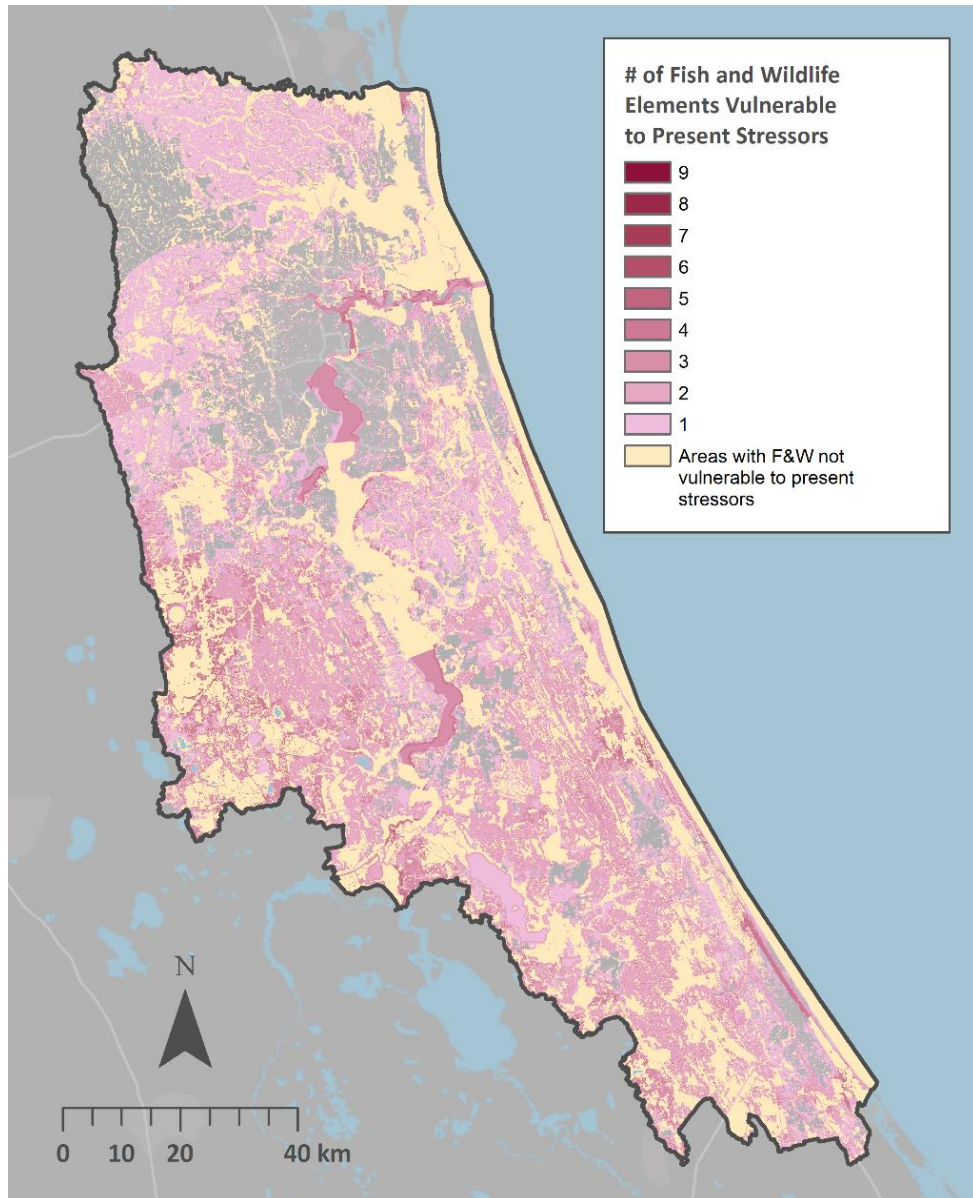 # of Fish and Wildlife
Elements Vulnerable
to Present Stressors
9
8
7
6
5
4
3
2
1
Areas with F&W not
vulnerable to present
stressors
N
0 10 20 40 km